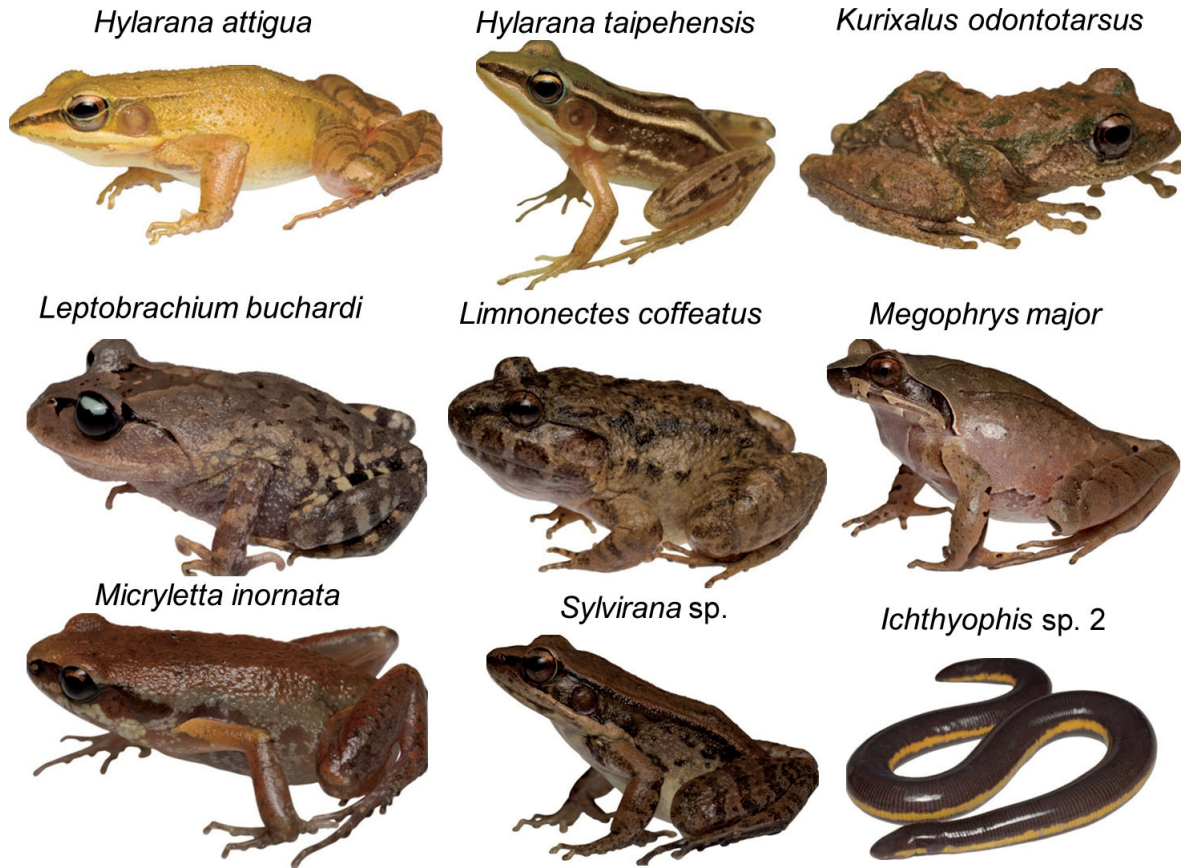 Hylarana attigua
Hylarana taipehensis
Kurixalus odontotarsus
Leptobrachium buchardi
Limnonectes coffeatus
Megophrys major
Micryletta inornata
Sylvirana sp.
Ichthyophis sp. 2